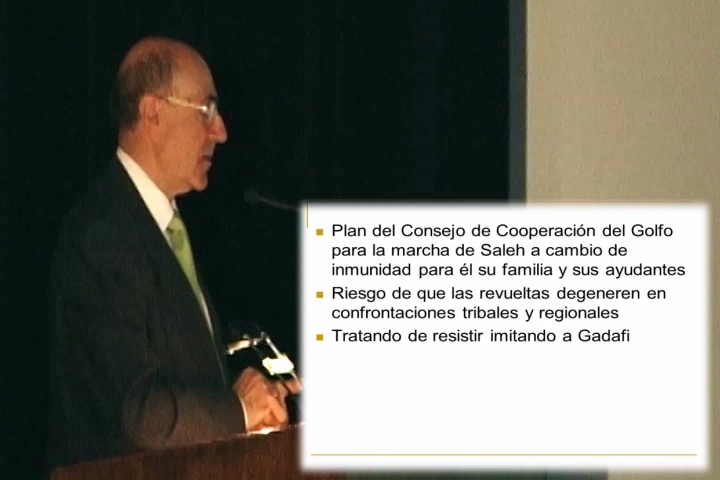 Plan del Consejo de Cooperación del Golfo
para la marcha de Saleh a cambio de
inmunidad para él su familia y sus ayudantes
Riesgo de que las revueltas degeneren en
confrontaciones tribales y regionales
Tratando de resistir imitando a Gadafi